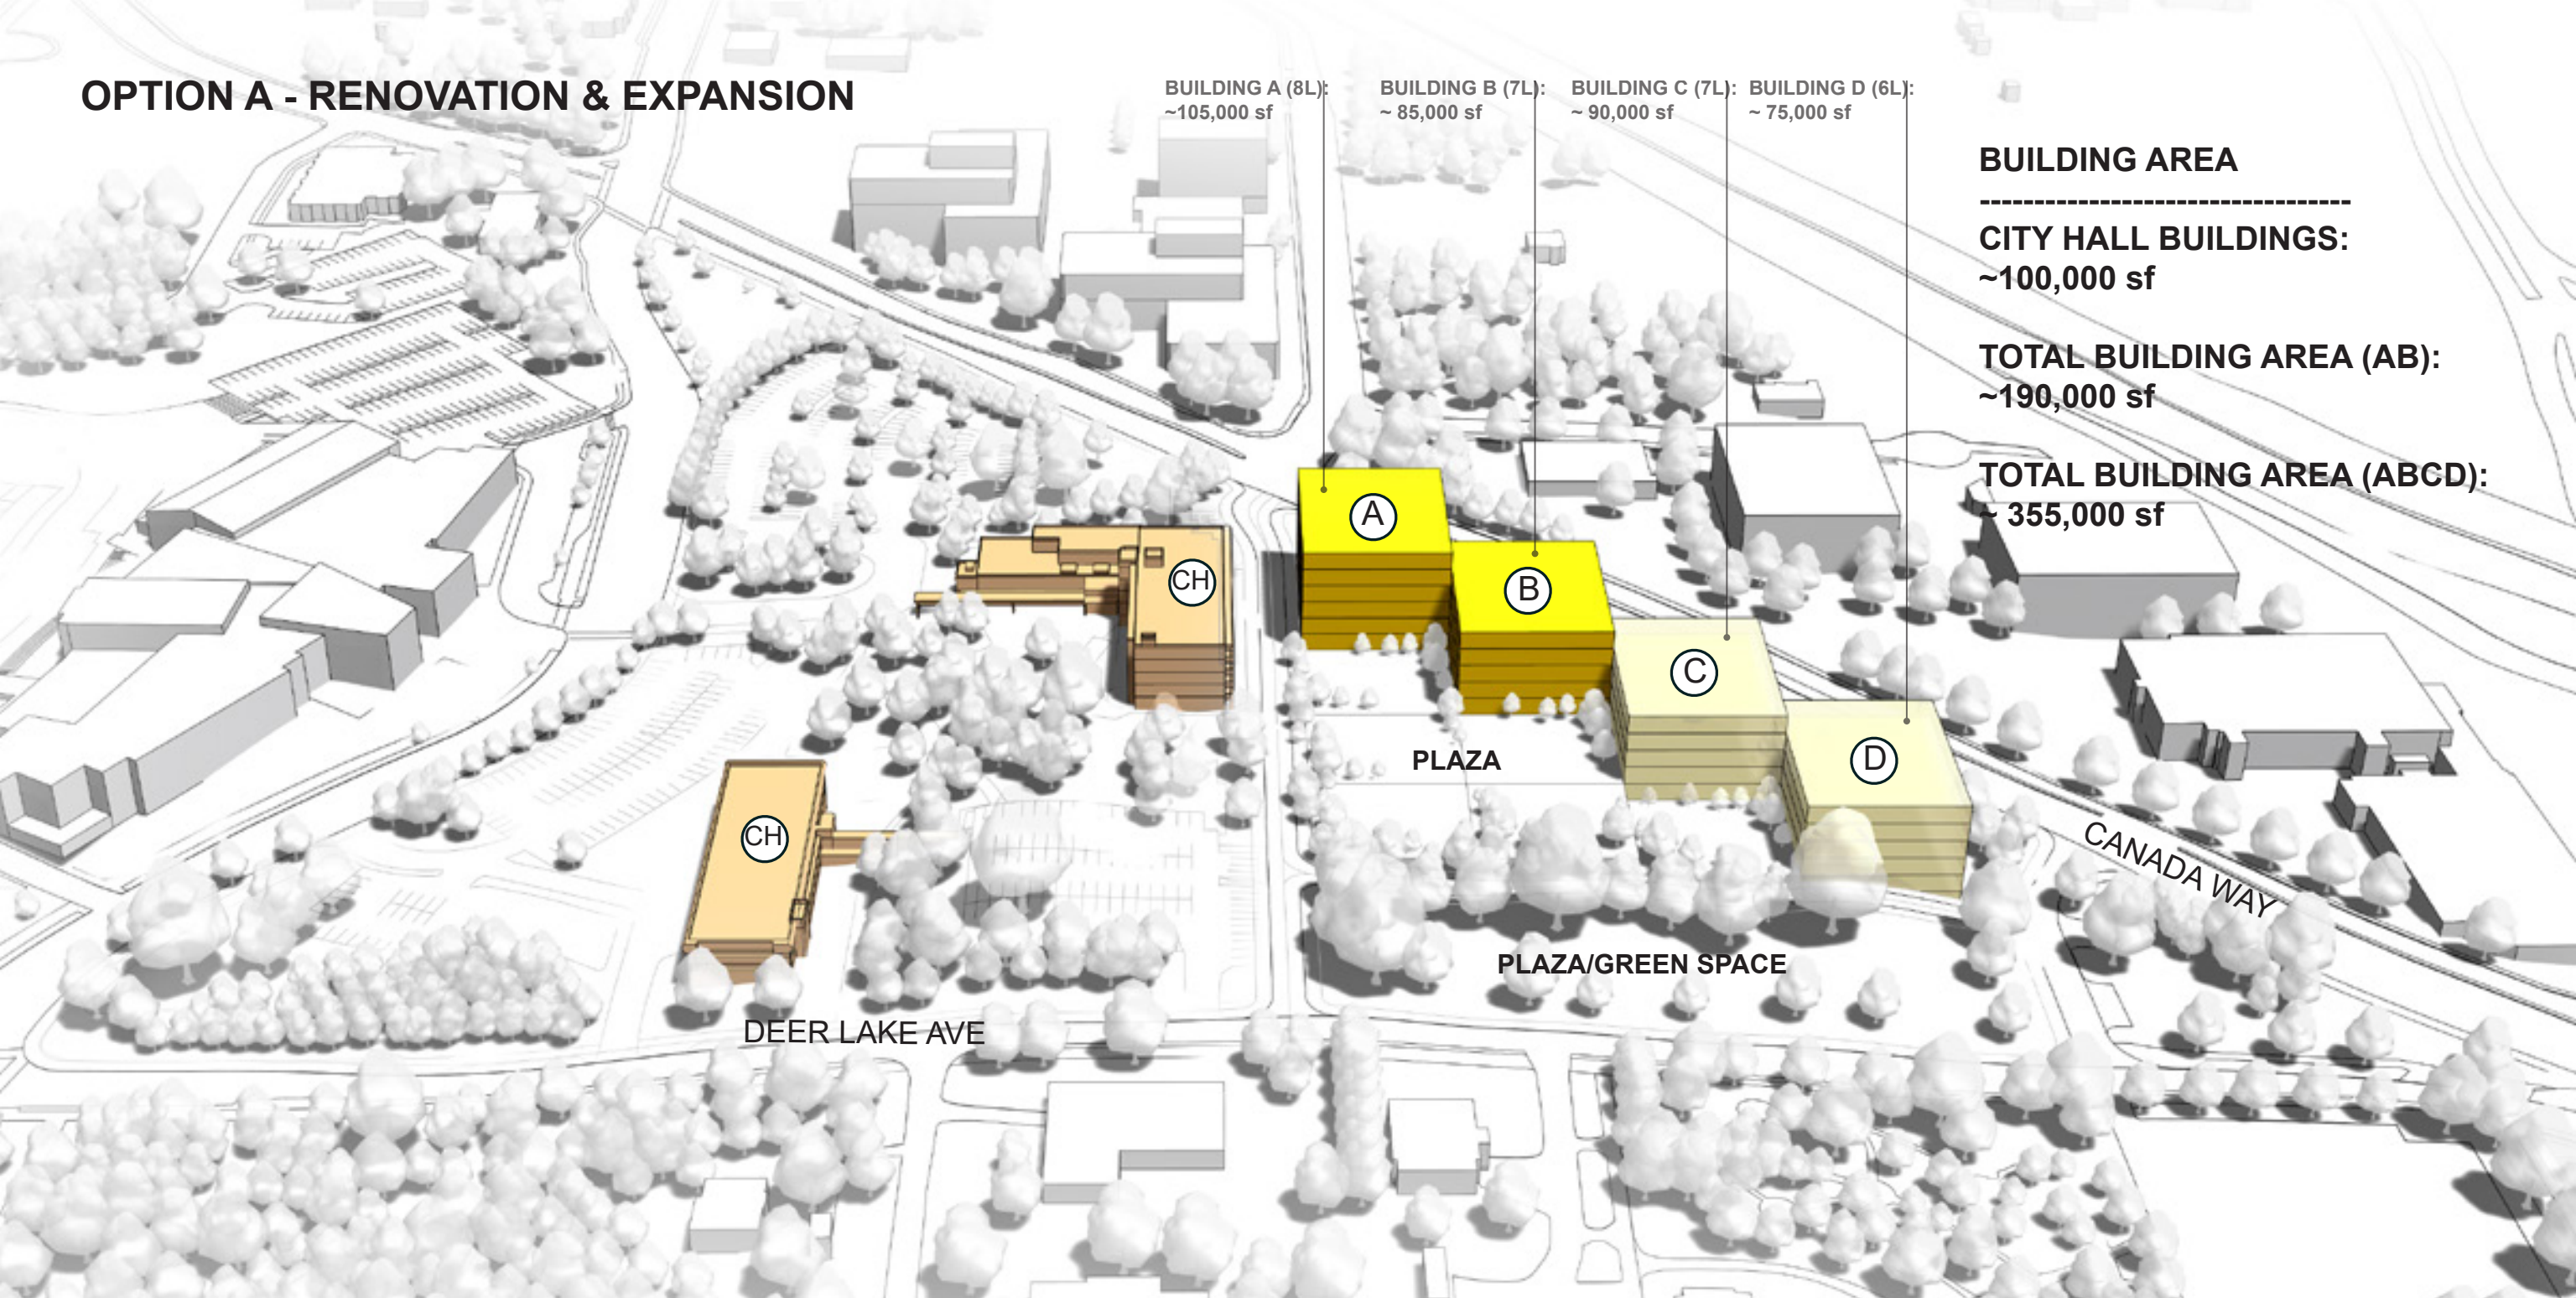 OPTION A - RENOVATION & EXPANSION
BUILDING A (8L):
~105,000 sf
BUILDING B (7L):
~ 85,000 sf
BUILDING C (7L):
~ 90,000 sf
BUILDING D (6L):
~ 75,000 sf
BUILDING AREA
----------------------------------
CITY HALL BUILDINGS:
~100,000 sf
TOTAL BUILDING AREA (AB):
~190,000 sf
TOTAL BUILDING AREA (ABCD):
~ 355,000 sf
A
B
C
D
CH
CH
PLAZA
PLAZA/GREEN SPACE
CANADA WAY
DEER LAKE AVE